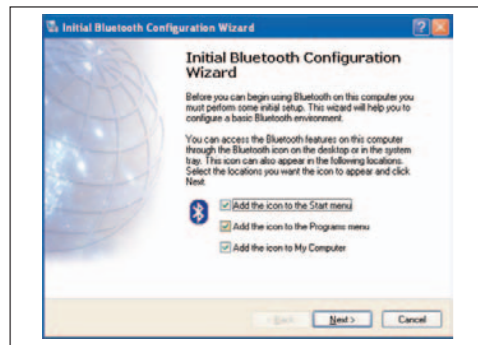 Initial Bluetooth Configuration Wizard
Initial Bluetooth Configuration
Wizard
Before you can begin using Bluetooth on this computer you
must perform some initial setup. This wizard will help you to
configure a basic Bluetooth environment.
You can access the Bluetooth features on this computer
through the Bluetooth icon on the desktop or in the system
tray. This icon can also appear in the following locations.
Select the locations you want the icon to appear and click
Next.
Add the icon to the Start menu
Add the icon to the Programs menu
Add the icon to My Computer
< Back
Next >
Cancel